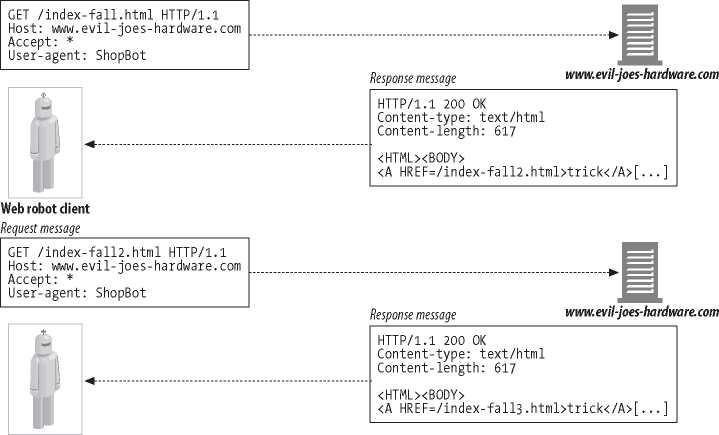 GET /index-fall.html HTTP/1.1
Host: www.evil-joes-hardware.com
Accept: *
User-agent: ShopBot
www.evil-joes-hardware.com
Response message
HTTP/1.1 200 OK
Content-type: text/html
Content-length: 617
<HTML><BODY>
<A HREF=/index-fall2.html>trick</A>[...]
Web robot client
Request message
GET /index-fall2.html HTTP/1.1
Host: www.evil-joes-hardware.com
Accept: *
User-agent: ShopBot
www.evil-joes-hardware.com
Response message
HTTP/1.1 200 OK
Content-type: text/html
Content-length: 617
<HTML><BODY>
<A HREF=/index-fall3.html>trick</A>[...]